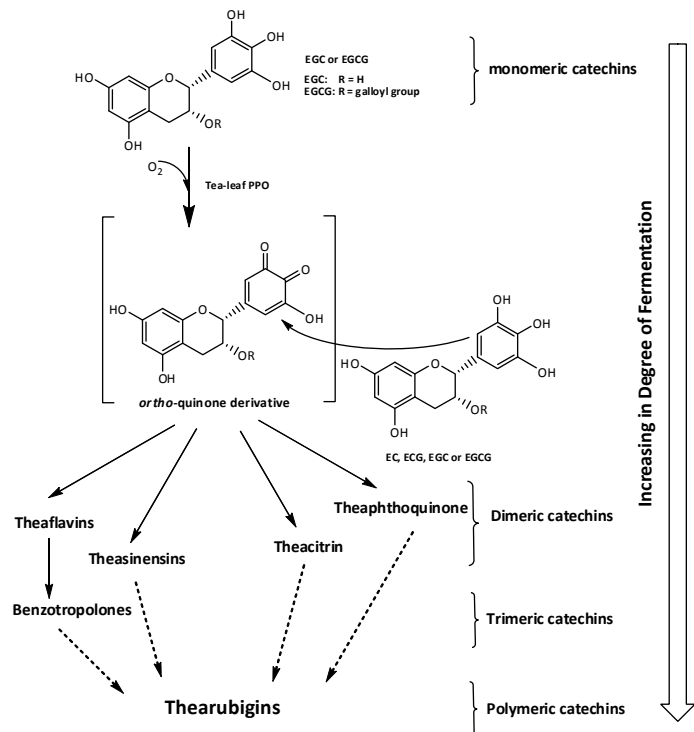 OH
OH
OH
HO
O
OR
OH
EGC or EGCG
EGC: R = H
EGCG: R = galloyl group
monomeric catechins
O2
Tea-leaf PPO
O
O
OH
HO
O
OR
OH
ortho-quinone derivative
OH
OH
OH
HO
O
OR
OH
EC, ECG, EGC or EGCG
Increasing in Degree of Fermentation
Theaflavins
Theasinensins
Theacitrin
Theaphthoquinone
Dimeric catechins
Benzotropolones
Trimeric catechins
Thearubigins
Polymeric catechins